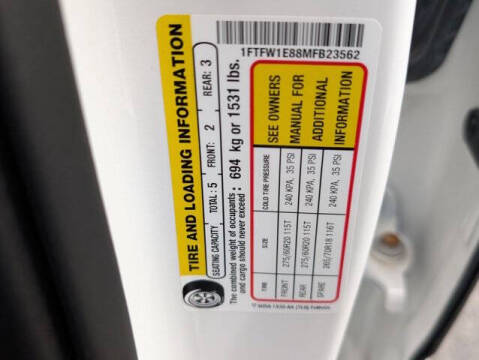 1FTFW1E88MFB23562
TIRE AND LOADING INFORMATION
SEATING CAPACITY TOTAL: 5 FRONT: 2 REAR: 3
The combined weight of occupants
and cargo should never exceed: 694 kg or 1531 lbs.
TIRE SIZE COLD TIRE PRESSURE
FRONT 275/60R20 115T 240 KPA, 35 PSI
REAR 275/60R20 115T 240 KPA, 35 PSI
SPARE 265/70R18 116T 240 KPA, 35 PSI
SEE OWNERS
MANUAL FOR
ADDITIONAL
INFORMATION